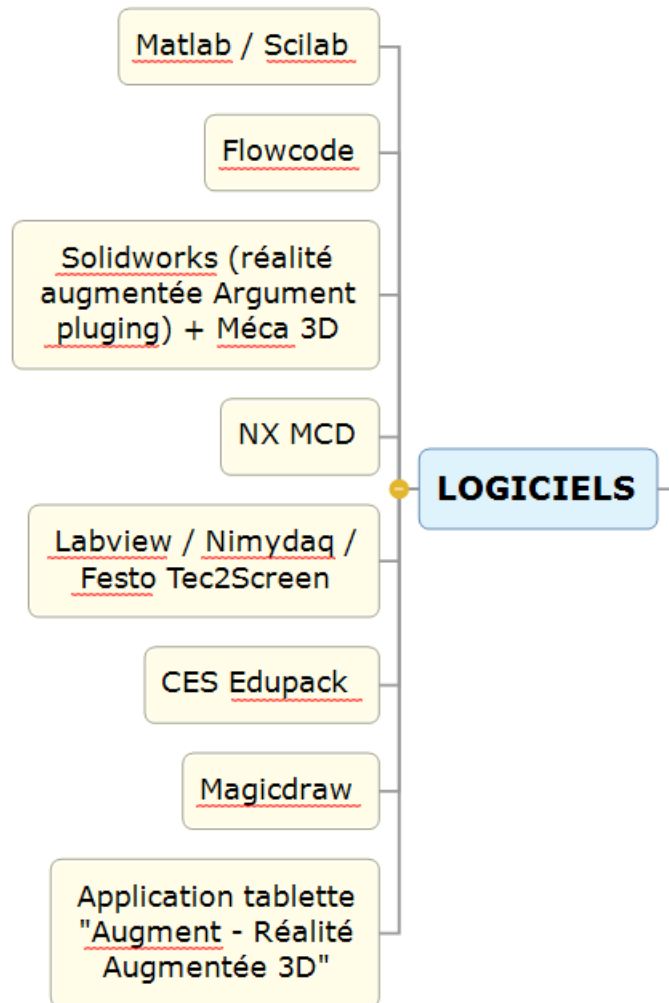 Matlab / Scilab
Flowcode
Solidworks (réalité
augmentée Argument
pluging) + Méca 3D
NX MCD
LOGICIELS
Labview / Nimydaq /
Festo Tec2Screen
CES Edupack
Magicdraw
Application tablette
"Augment - Réalité
Augmentée 3D"